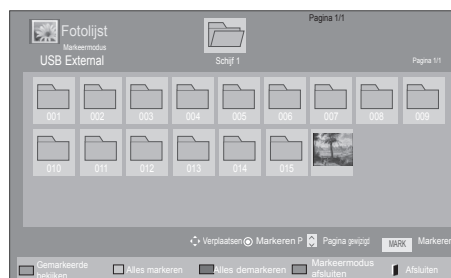 Pagina 1/1
Fotolijst
Markeermodus
USB External
Schijf 1
Pagina 1/1
001 002 003 004 005 006 007 008 009
010 011 012 013 014 015
Verplaatsen Markeren P Pagina gewijzigt MARK Markeren
Gemarkeerde bekijken Alles markeren Alles demarkeren Markeermodus afsluiten Afsluiten